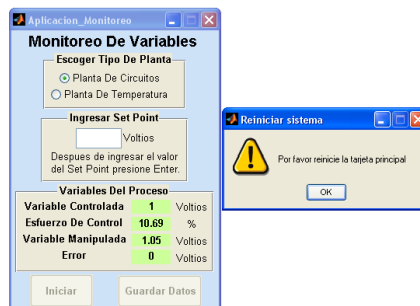 Aplicacion_Monitoreo
Monitoreo De Variables
Escoger Tipo De Planta
Planta De Circuitos
Planta De Temperatura
Ingresar Set Point
Voltios
Despues de ingresar el valor
del Set Point presione Enter.
Variables Del Proceso
Variable Controlada 1 Voltios
Esfuerzo De Control 10.69 %
Variable Manipulada 1.05 Voltios
Error 0 Voltios
Iniciar Guardar Datos
Reiniciar sistema
Por favor reinicie la tarjeta principal
OK